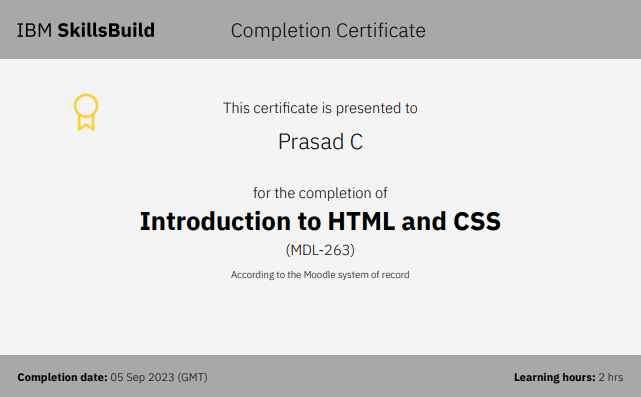 IBM SkillsBuild
Completion Certificate
This certificate is presented to
Prasad C
for the completion of
Introduction to HTML and CSS
(MDL-263)
According to the Moodle system of record
Completion date: 05 Sep 2023 (GMT)
Learning hours: 2 hrs